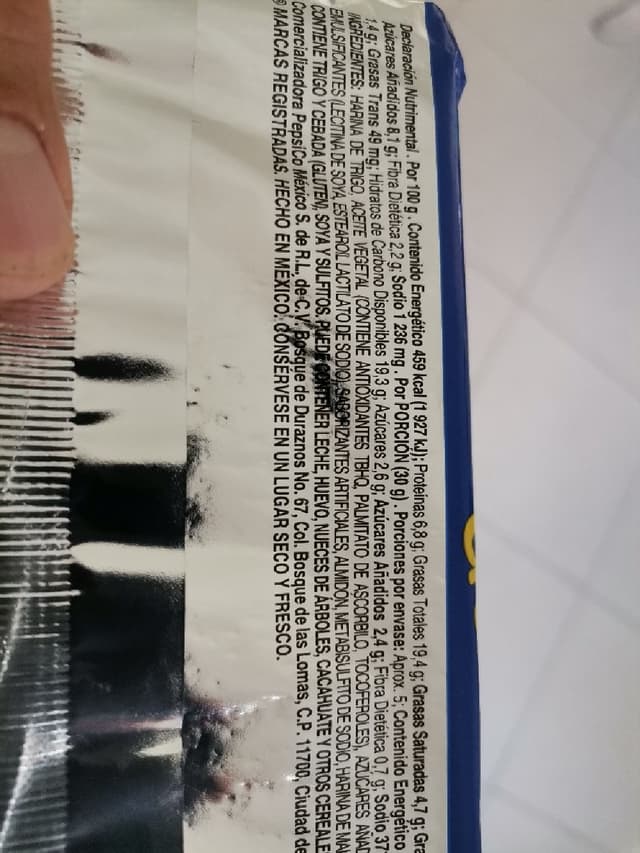 Declaración Nutrimental . Por 100 g . Contenido Energético 459 kcal (1 927 kJ); Proteínas 6,8 g; Grasas Totales 19,4 g; Grasas Saturadas 4,7 g; Gra
Azúcares Añadidos 8,1 g; Fibra Dietética 2,2 g; Sodio 1 236 mg . Por PORCIÓN (30 g) . Porciones por envase: Aprox. 5; Contenido Energético
1,4 g; Grasas Trans 49 mg; Hidratos de Carbono Disponibles 19,3 g; Azúcares 2,6 g; Azúcares Añadidos 2,4 g; Fibra Dietética 0,7 g; Sodio 37
INGREDIENTES: HARINA DE TRIGO, ACEITE VEGETAL (CONTIENE ANTIOXIDANTES TBHQ, PALMITATO DE ASCORBILO, TOCOFEROLES), AZÚCARES AÑAD
EMULSIFICANTES (LECITINA DE SOYA, ESTEAROIL LACTILATO DE SODIO), SABORIZANTES ARTIFICIALES, ALMIDÓN, METABISULFITO DE SODIO, HARINA DE MA
CONTIENE TRIGO Y CEBADA (GLUTEN), SOYA Y SULFITOS. PUEDE CONTENER LECHE, HUEVO, NUECES DE ÁRBOLES, CACAHUATE Y OTROS CEREALE
Comercializadora PepsiCo México S. de R.L. de C.V. Bosque de Duraznos No. 67, Col. Bosque de las Lomas, C.P. 11700, Ciudad de
® MARCAS REGISTRADAS. HECHO EN MÉXICO. CONSÉRVESE EN UN LUGAR SECO Y FRESCO.